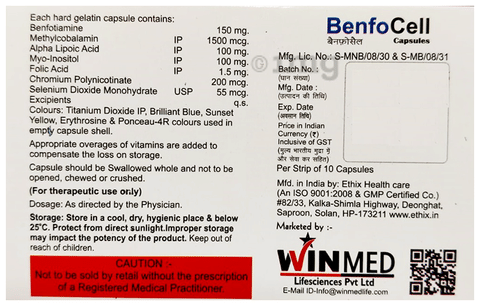 Each hard gelatin capsule contains:
Benfotiamine 150 mg.
Methylcobalamin IP 1500 mcg.
Alpha Lipoic Acid IP 100 mg.
Myo-Inositol IP 100 mg.
Folic Acid IP 1.5 mg.
Chromium Polynicotinate 200 mcg.
Selenium Dioxide Monohydrate USP 55 mcg.
Excipients q.s.
Colours: Titanium Dioxide IP, Brilliant Blue, Sunset
Yellow, Erythrosine & Ponceau-4R colours used in
empty capsule shell.
Appropriate overages of vitamins are added to
compensate the loss on storage.
Capsule should be Swallowed whole and not to be
opened, chewed or crushed.
(For therapeutic use only)
Dosage: As directed by the Physician.
Storage: Store in a cool, dry, hygienic place & below
25°C. Protect from direct sunlight.Improper storage
may impact the potency of the product. Keep out of
reach of children.
CAUTION :-
Not to be sold by retail without the prescription
of a Registered Medical Practitioner
BenfoCell
बेनफ़ोसैल Capsules
Mfg. Lic. No.: S-MNB/08/30 & S-MB/08/31
Batch No. :
(घान संख्या)
Mfg. Date :
(उत्पादन की तिथि)
Exp. Date
(अवसान तिथि)
Price in Indian
Currency (₹)
Inclusive of GST
(मुल्य भारतीय मुद्रा में
और सेवा कर सहित)
Per Strip of 10 Capsules
Mfd. in India by: Ethix Health care
(An ISO 9001:2008 & GMP Certified Co.)
#82/33, Kalka-Shimla Highway, Deonghat,
Saproon, Solan, HP-173211 www.ethix.in
Marketed by :-
WINMED
Lifesciences Pvt Ltd
E-Mail ID-Info@winmedlife.com